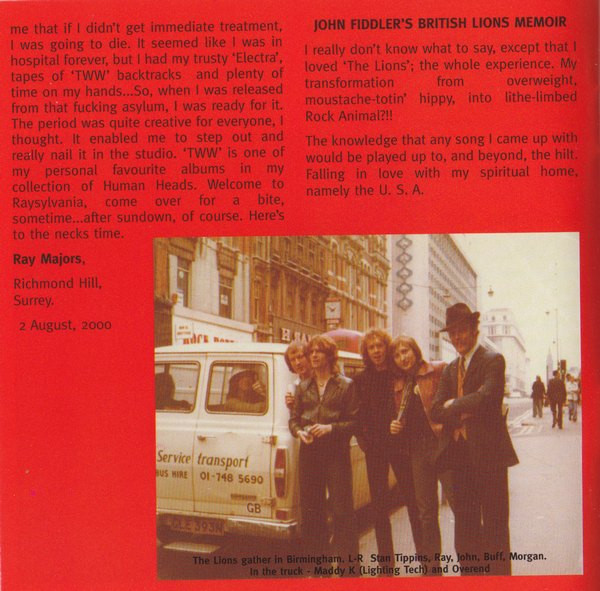 me that if I didn't get immediate treatment,
I was going to die. It seemed like I was in
hospital forever, but I had my trusty 'Electra',
tapes of 'TWW' backtracks and plenty of
time on my hands...So, when I was released
from that fucking asylum, I was ready for it.
The period was quite creative for everyone, I
thought. It enabled me to step out and
really nail it in the studio. 'TWW' is one of
my personal favourite albums in my
collection of Human Heads. Welcome to
Raysylvania, come over for a bite,
sometime...after sundown, of course. Here's
to the necks time.
Ray Majors,
Richmond Hill,
Surrey.
2 August, 2000
JOHN FIDDLER'S BRITISH LIONS MEMOIR
I really don't know what to say, except that I
loved 'The Lions'; the whole experience. My
transformation from overweight,
moustache-totin' hippy, into lithe-limbed
Rock Animal?!!
The knowledge that any song I came up with
would be played up to, and beyond, the hilt.
Falling in love with my spiritual home,
namely the U. S. A.
Service transport
BUS HIRE 01-748 5690
GB
The Lions gather in Birmingham. L-R Stan Tippins, Ray, John, Buff, Morgan.
In the truck - Maddy K (Lighting Tech) and Overend